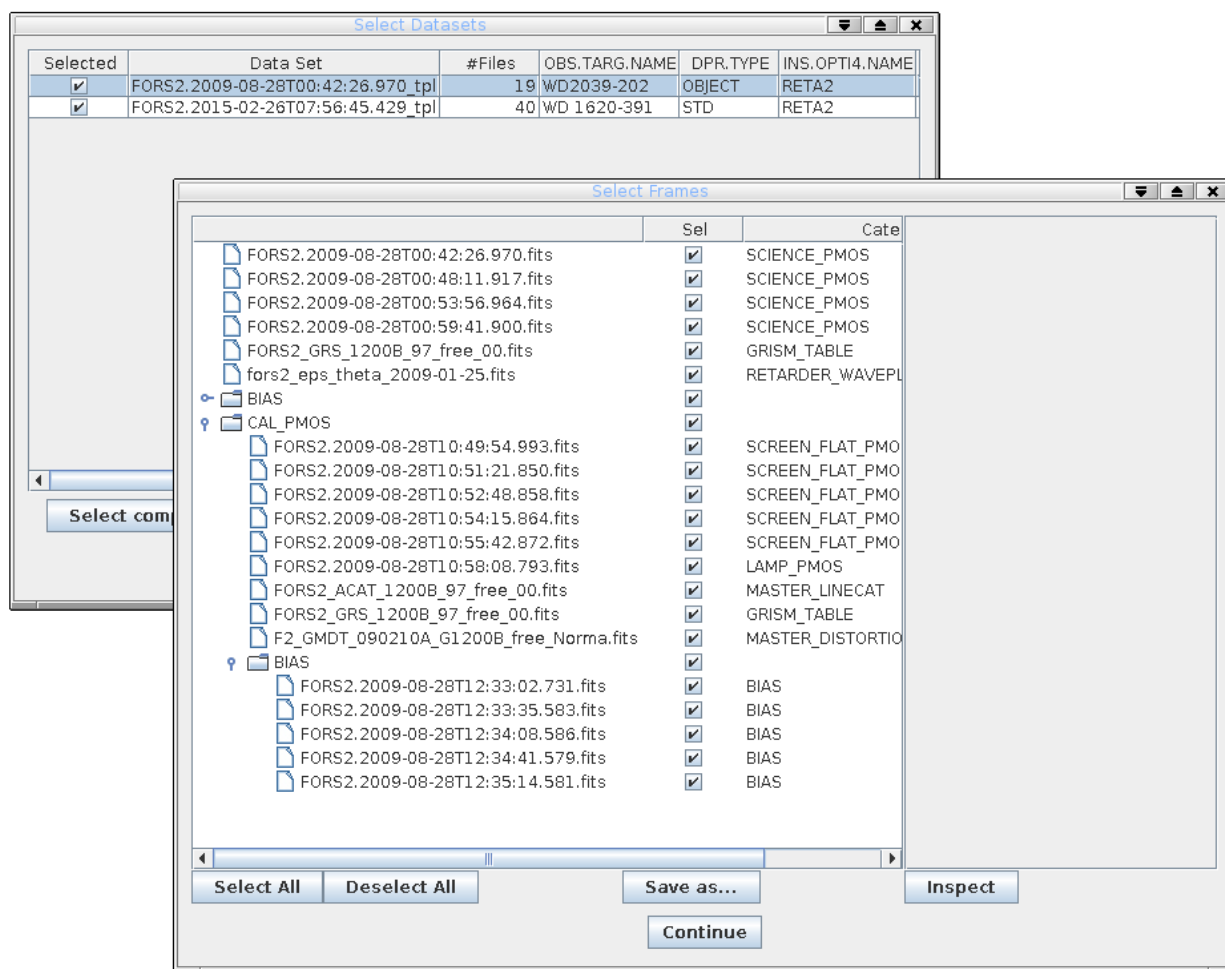 Select Datasets
Selected Data Set #Files OBS.TARG.NAME DPR.TYPE INS.OPTI4.NAME
FORS2.2009-08-28T00:42:26.970_tpl 19 WD2039-202 OBJECT RETA2
FORS2.2015-02-26T07:56:45.429_tpl 40 WD 1620-391 STD RETA2
Select comp
Select Frames
Sel Cate
FORS2.2009-08-28T00:42:26.970.fits SCIENCE_PMOS
FORS2.2009-08-28T00:48:11.917.fits SCIENCE_PMOS
FORS2.2009-08-28T00:53:56.964.fits SCIENCE_PMOS
FORS2.2009-08-28T00:59:41.900.fits SCIENCE_PMOS
FORS2_GRS_1200B_97_free_00.fits GRISM_TABLE
fors2_eps_theta_2009-01-25.fits RETARDER_WAVEPL
BIAS
CAL_PMOS
FORS2.2009-08-28T10:49:54.993.fits SCREEN_FLAT_PMO
FORS2.2009-08-28T10:51:21.850.fits SCREEN_FLAT_PMO
FORS2.2009-08-28T10:52:48.858.fits SCREEN_FLAT_PMO
FORS2.2009-08-28T10:54:15.864.fits SCREEN_FLAT_PMO
FORS2.2009-08-28T10:55:42.872.fits SCREEN_FLAT_PMO
FORS2.2009-08-28T10:58:08.793.fits LAMP_PMOS
FORS2_ACAT_1200B_97_free_00.fits MASTER_LINECAT
FORS2_GRS_1200B_97_free_00.fits GRISM_TABLE
F2_GMDT_090210A_G1200B_free_Norma.fits MASTER_DISTORTIO
BIAS
FORS2.2009-08-28T12:33:02.731.fits BIAS
FORS2.2009-08-28T12:33:35.583.fits BIAS
FORS2.2009-08-28T12:34:08.586.fits BIAS
FORS2.2009-08-28T12:34:41.579.fits BIAS
FORS2.2009-08-28T12:35:14.581.fits BIAS
Select All Deselect All Save as... Inspect
Continue